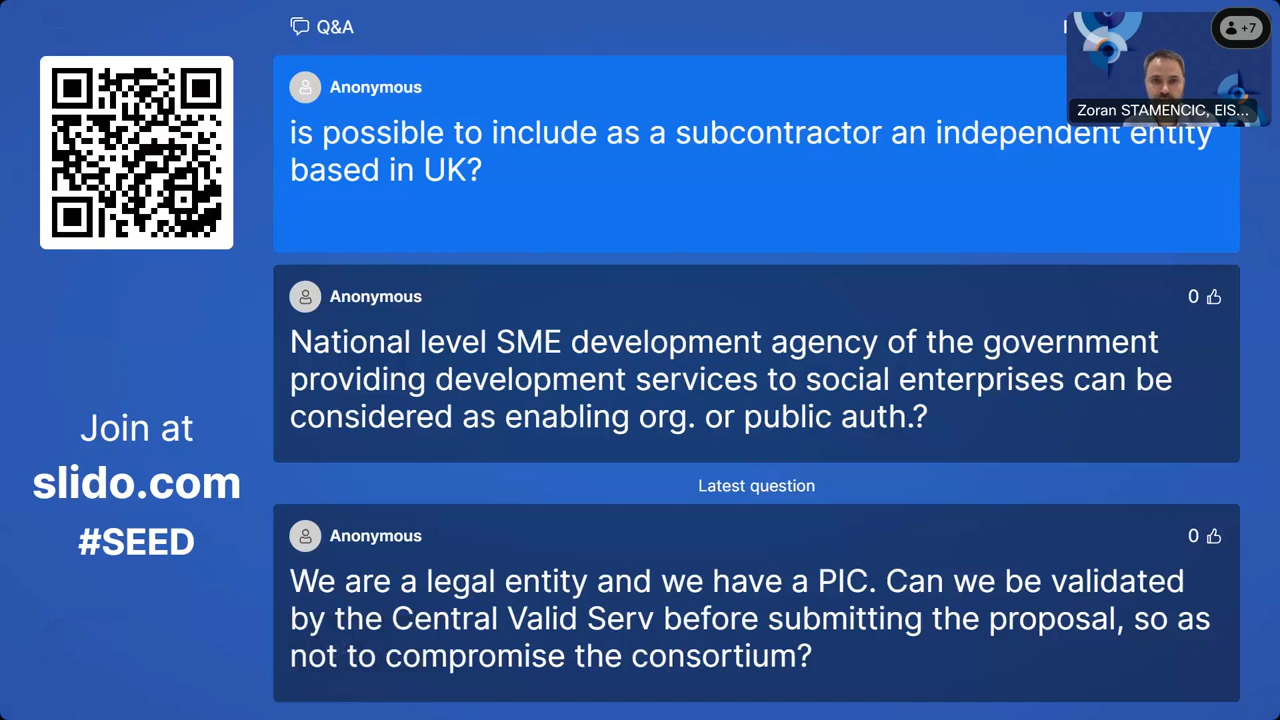 Q&A
+7
Zoran STAMENCIC, EIS...
Anonymous
is possible to include as a subcontractor an independent entity
based in UK?
Anonymous
0
National level SME development agency of the government
providing development services to social enterprises can be
considered as enabling org. or public auth.?
Join at
slido.com
#SEED
Latest question
Anonymous
0
We are a legal entity and we have a PIC. Can we be validated
by the Central Valid Serv before submitting the proposal, so as
not to compromise the consortium?